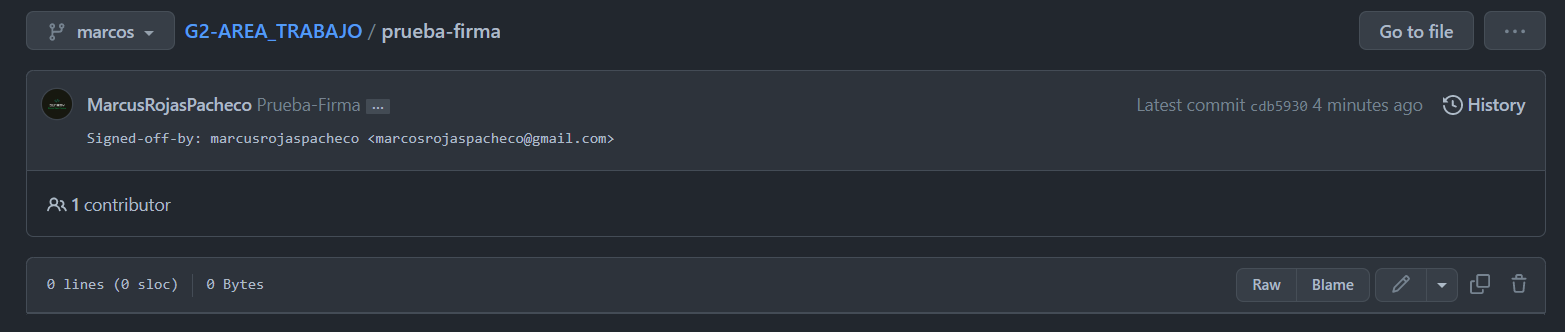 marcos G2-AREA_TRABAJO / prueba-firma Go to file ...
MarcusRojasPacheco Prueba-Firma ... Latest commit cdb5930 4 minutes ago History
Signed-off-by: marcusrojaspacheco <marcosrojaspacheco@gmail.com>
1 contributor
0 lines (0 sloc) 0 Bytes Raw Blame